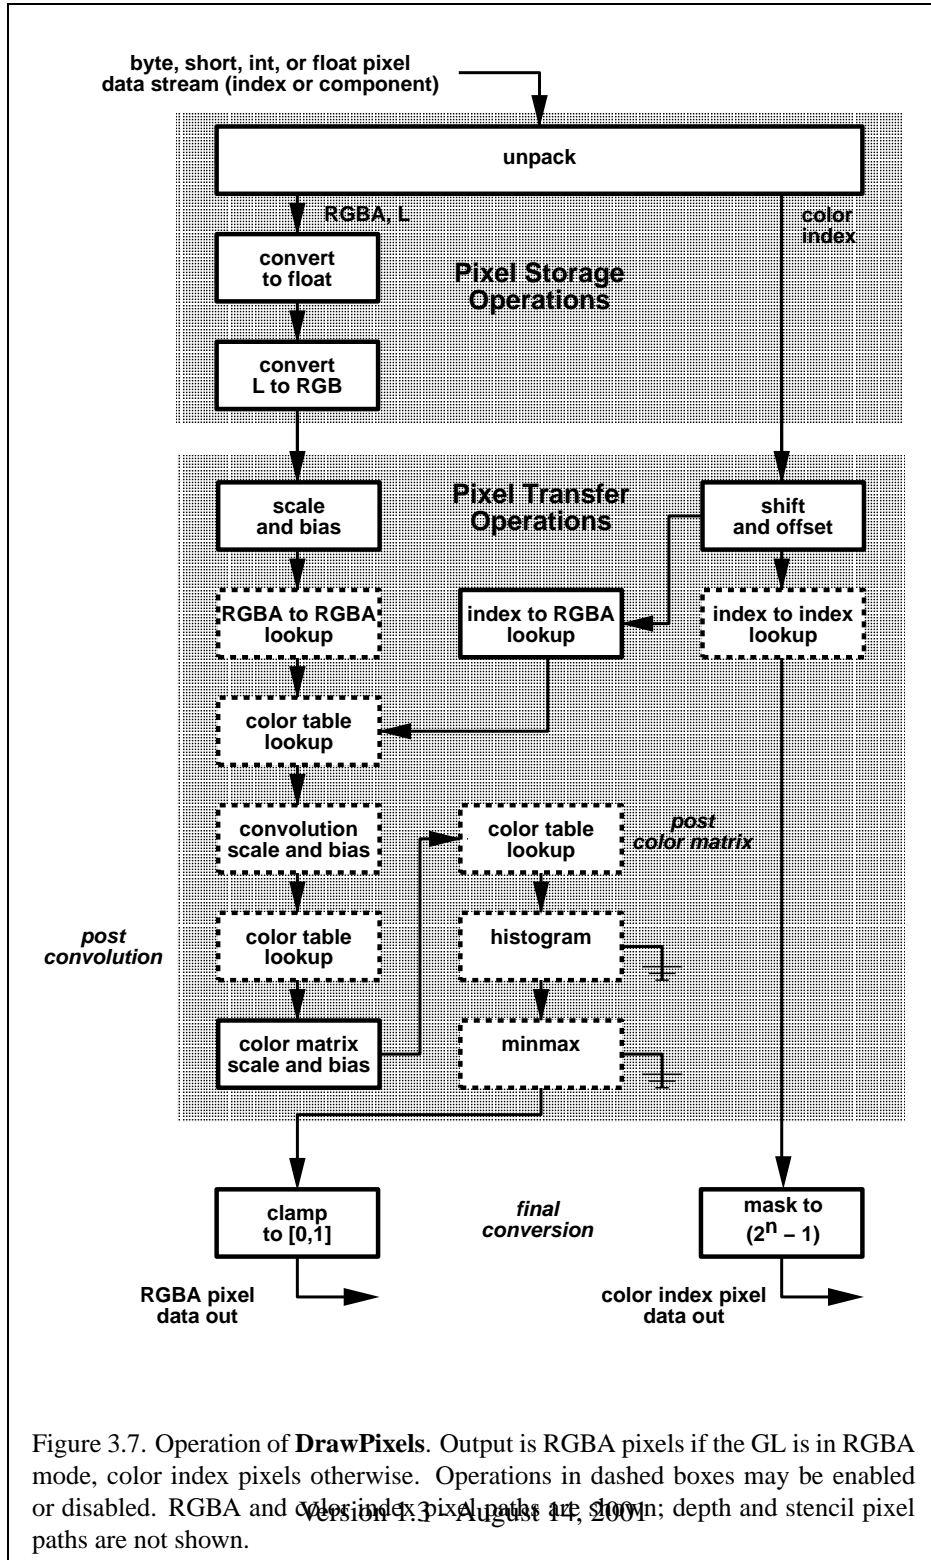 byte, short, int, or float pixel
data stream (index or component)
unpack
RGBA, L
color
index
convert
to float
Pixel Storage
Operations
convert
L to RGB
scale
and bias
Pixel Transfer
Operations
shift
and offset
RGBA to RGBA
lookup
index to RGBA
lookup
index to index
lookup
color table
lookup
convolution
scale and bias
color table
lookup
post
color matrix
post
convolution
color table
lookup
histogram
color matrix
scale and bias
minmax
clamp
to [0,1]
final
conversion
mask to
(2^n – 1)
RGBA pixel
data out
color index pixel
data out
Figure 3.7. Operation of DrawPixels. Output is RGBA pixels if the GL is in RGBA
mode, color index pixels otherwise. Operations in dashed boxes may be enabled
or disabled. RGBA and color index pixel paths are shown; depth and stencil pixel
Version 1.3 - August 14, 2001
paths are not shown.